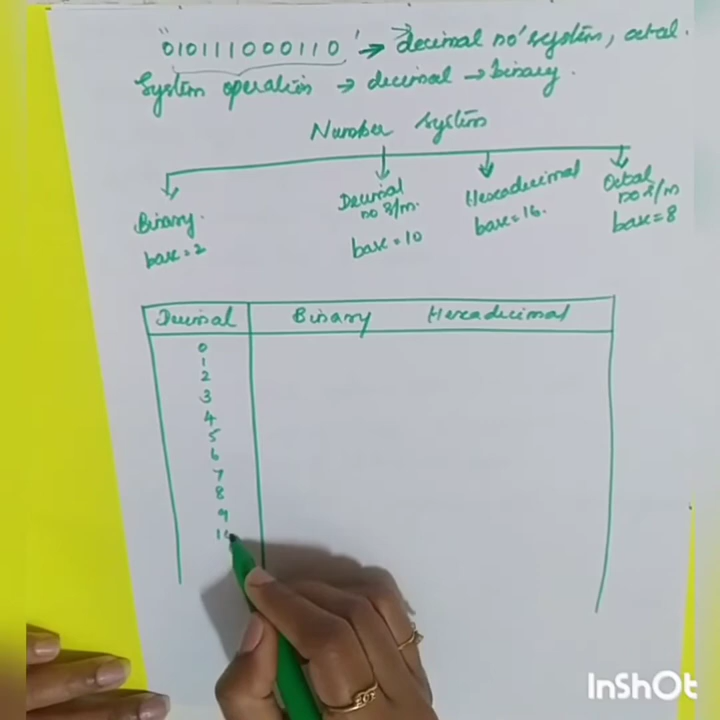 "010111000110" → decimal no' system, octal.
System operation → decimal → binary.
Number System
Binary.
base = 2
Decimal
no s/m.
base = 10
Hexadecimal
base = 16.
Octal
no s/m
base = 8
Decimal Binary Hexadecimal
0
1
2
3
4
5
6
7
8
9
10
InShOt